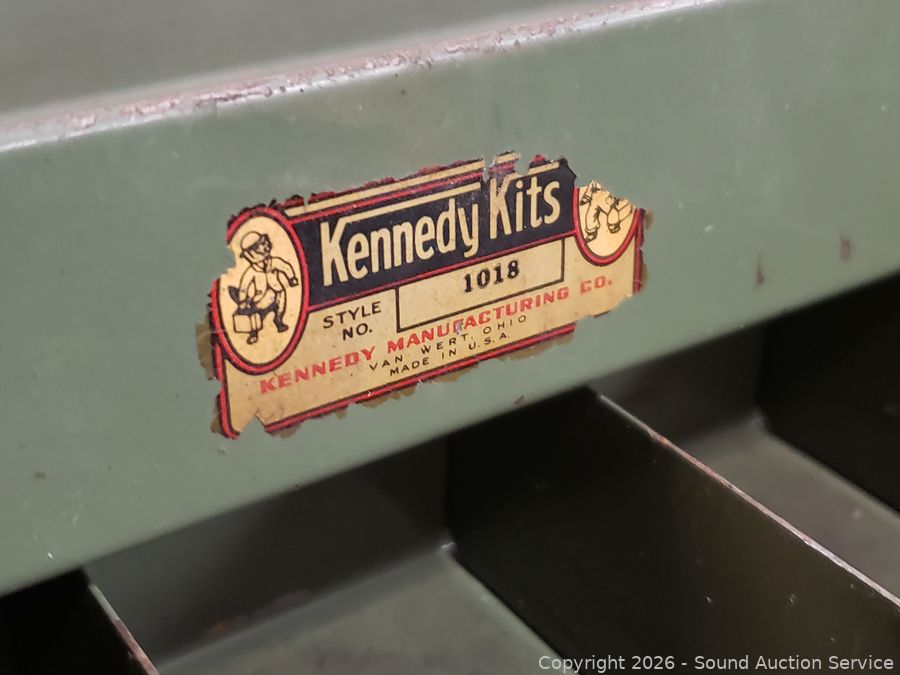 Kennedy Kits
STYLE NO. 1018
KENNEDY MANUFACTURING CO.
VAN WERT, OHIO
MADE IN U.S.A.
Copyright © 2026 - Sound Auction Service